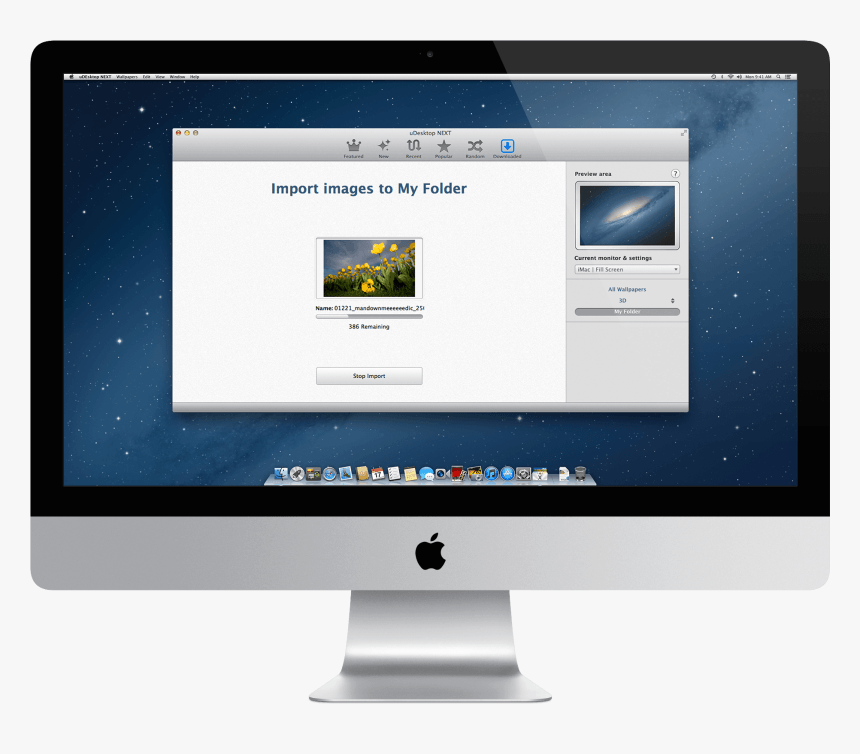 uDesktop NEXT Wallpapers Edit View Window Help
Mon 9:41 AM
uDesktop NEXT
Featured New Recent Popular Random Downloaded
Import images to My Folder
Name: 01221_mandownmeeeeeedic_25
386 Remaining
Stop Import
Preview area ?
Current monitor & settings
iMac | Fill Screen
All Wallpapers
3D
My Folder
17